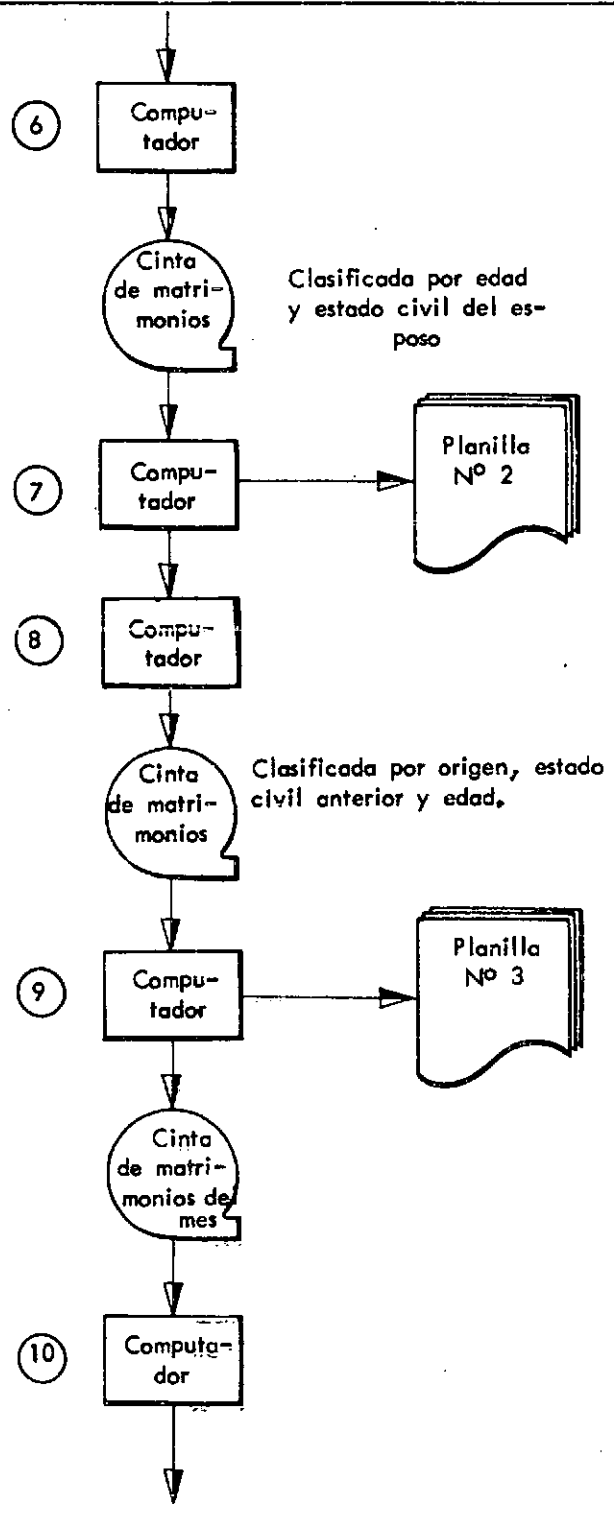 6
Compu-
tador
Cinta
de matri-
monios
Clasificada por edad
y estado civil del es-
poso
7
Compu-
tador
Planilla
Nº 2
8
Compu-
tador
Cinta
de matri-
monios
Clasificada por origen, estado
civil anterior y edad.
9
Compu-
tador
Planilla
Nº 3
Cinta
de matri-
monios del
mes
10
Computa-
dor